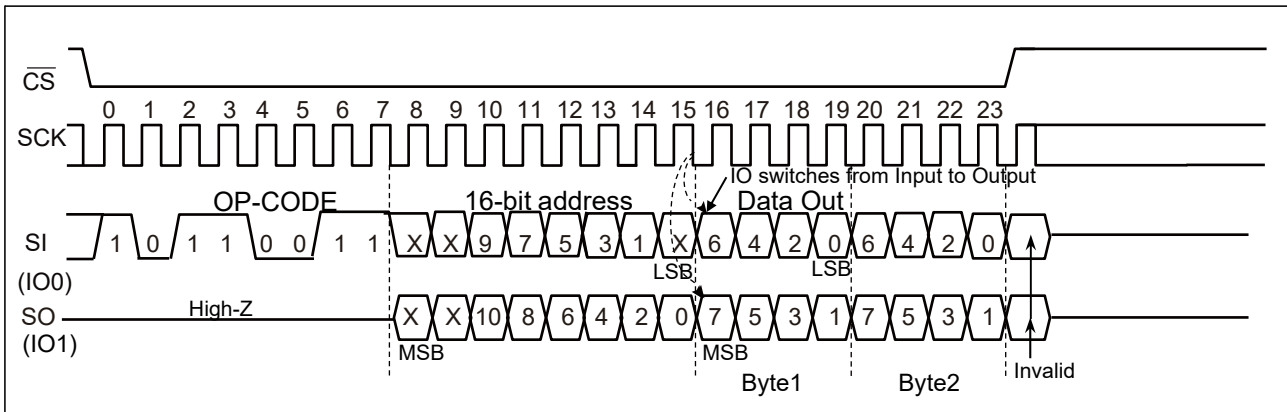 CS
0 1 2 3 4 5 6 7 8 9 10 11 12 13 14 15 16 17 18 19 20 21 22 23
SCK
IO switches from Input to Output
OP-CODE 16-bit address Data Out
SI 1 0 1 1 0 0 1 1 X X 9 7 5 3 1 X 6 4 2 0 6 4 2 0
LSB LSB
(IO0)
High-Z
SO X X 10 8 6 4 2 0 7 5 3 1 7 5 3 1
(IO1)
MSB MSB
Invalid
Byte1 Byte2